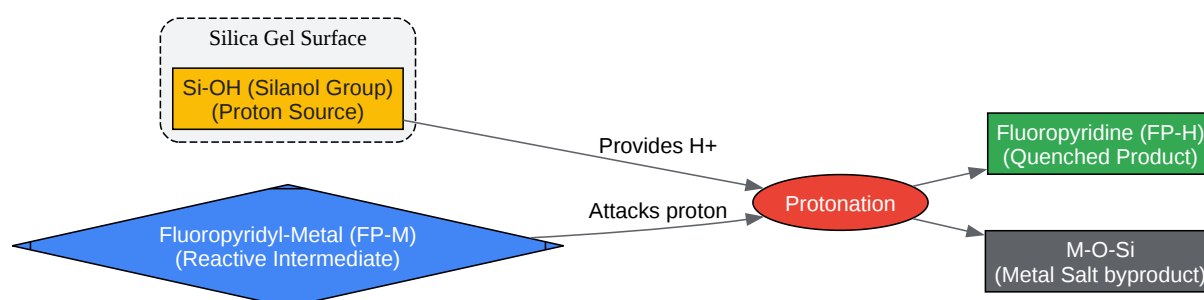 Silica Gel Surface
Si-OH (Silanol Group)
(Proton Source)
Provides H+
Fluoropyridine (FP-H)
(Quenched Product)
Protonation
Attacks proton
Fluoropyridyl-Metal (FP-M)
(Reactive Intermediate)
M-O-Si
(Metal Salt byproduct)